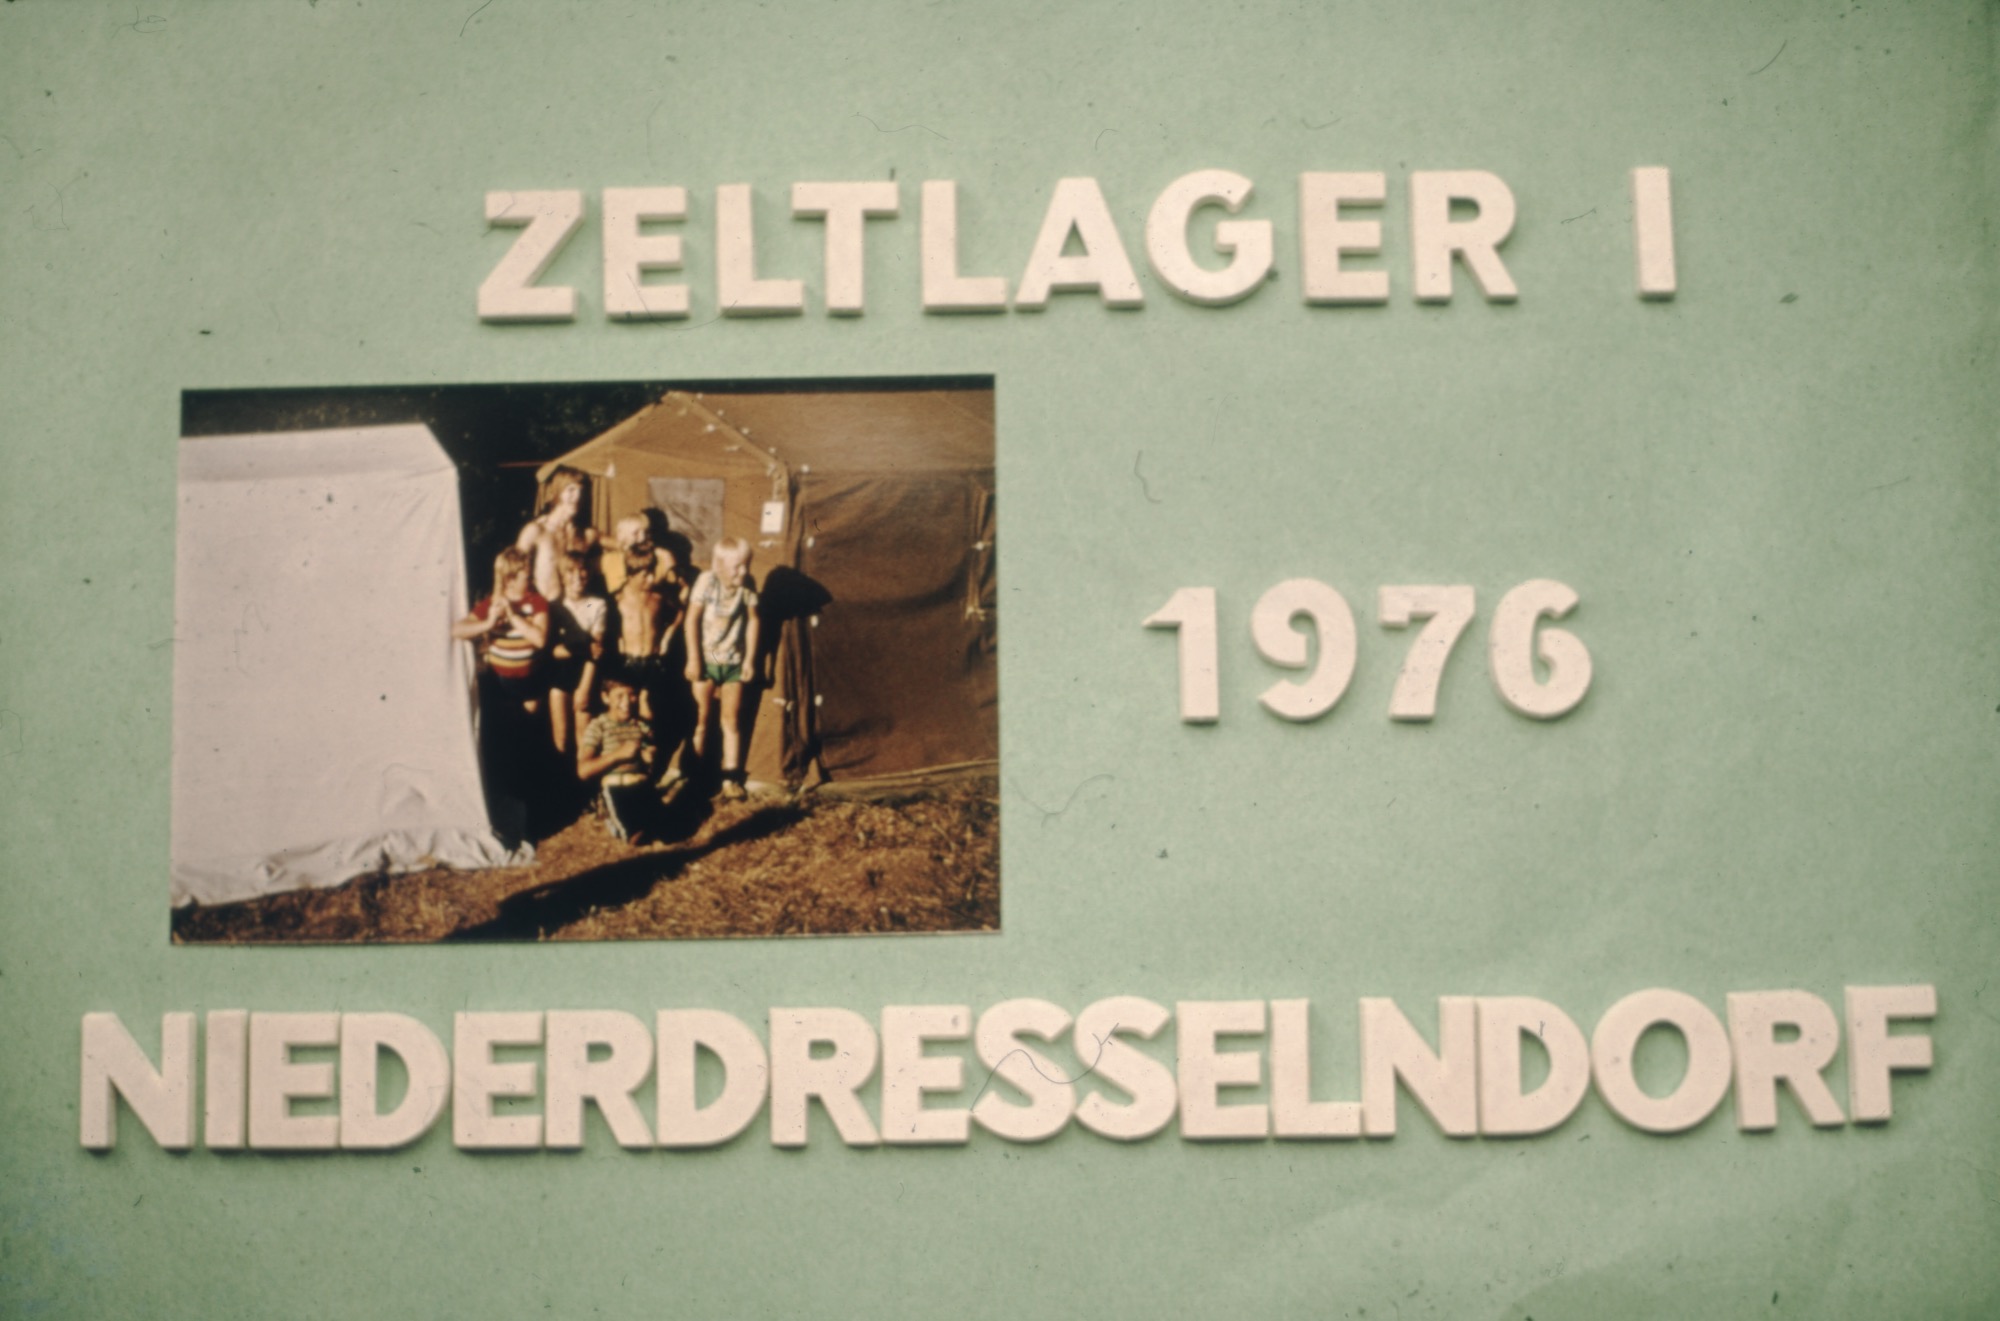 ZELTLAGER I
1976
NIEDERDRESSELNDORF